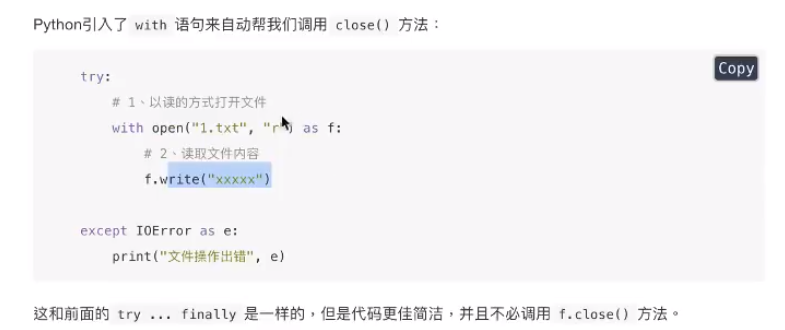 Python引入了 with 语句来自动帮我们调用 close() 方法：
Copy
try:
# 1、以读的方式打开文件
with open("1.txt", "r") as f:
# 2、读取文件内容
f.write("xxxxx")
except IOError as e:
print("文件操作出错", e)
这和前面的 try ... finally 是一样的，但是代码更佳简洁，并且不必调用 f.close() 方法。